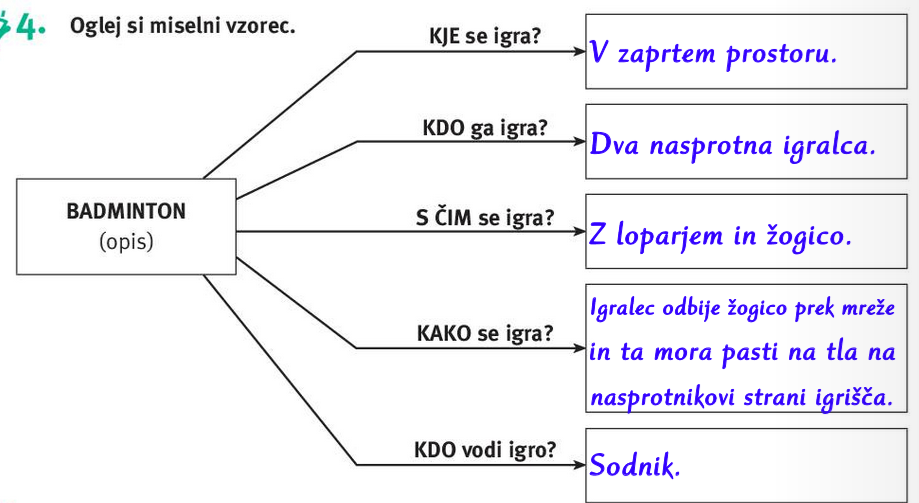 4. Oglej si miselni vzorec.
KJE se igra?
V zaprtem prostoru.
KDO ga igra?
Dva nasprotna igralca.
BADMINTON
(opis)
S ČIM se igra?
Z loparjem in žogico.
KAKO se igra?
Igralec odbije žogico prek mreže
in ta mora pasti na tla na
nasprotnikovi strani igrišča.
KDO vodi igro?
Sodnik.